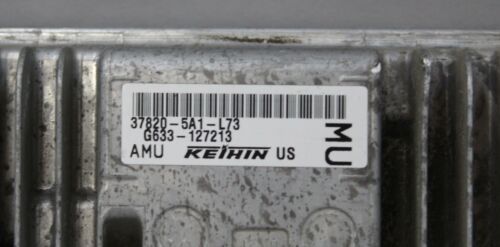 37820-5A1-L73
G633-127213
AMU KEIHIN US
MU